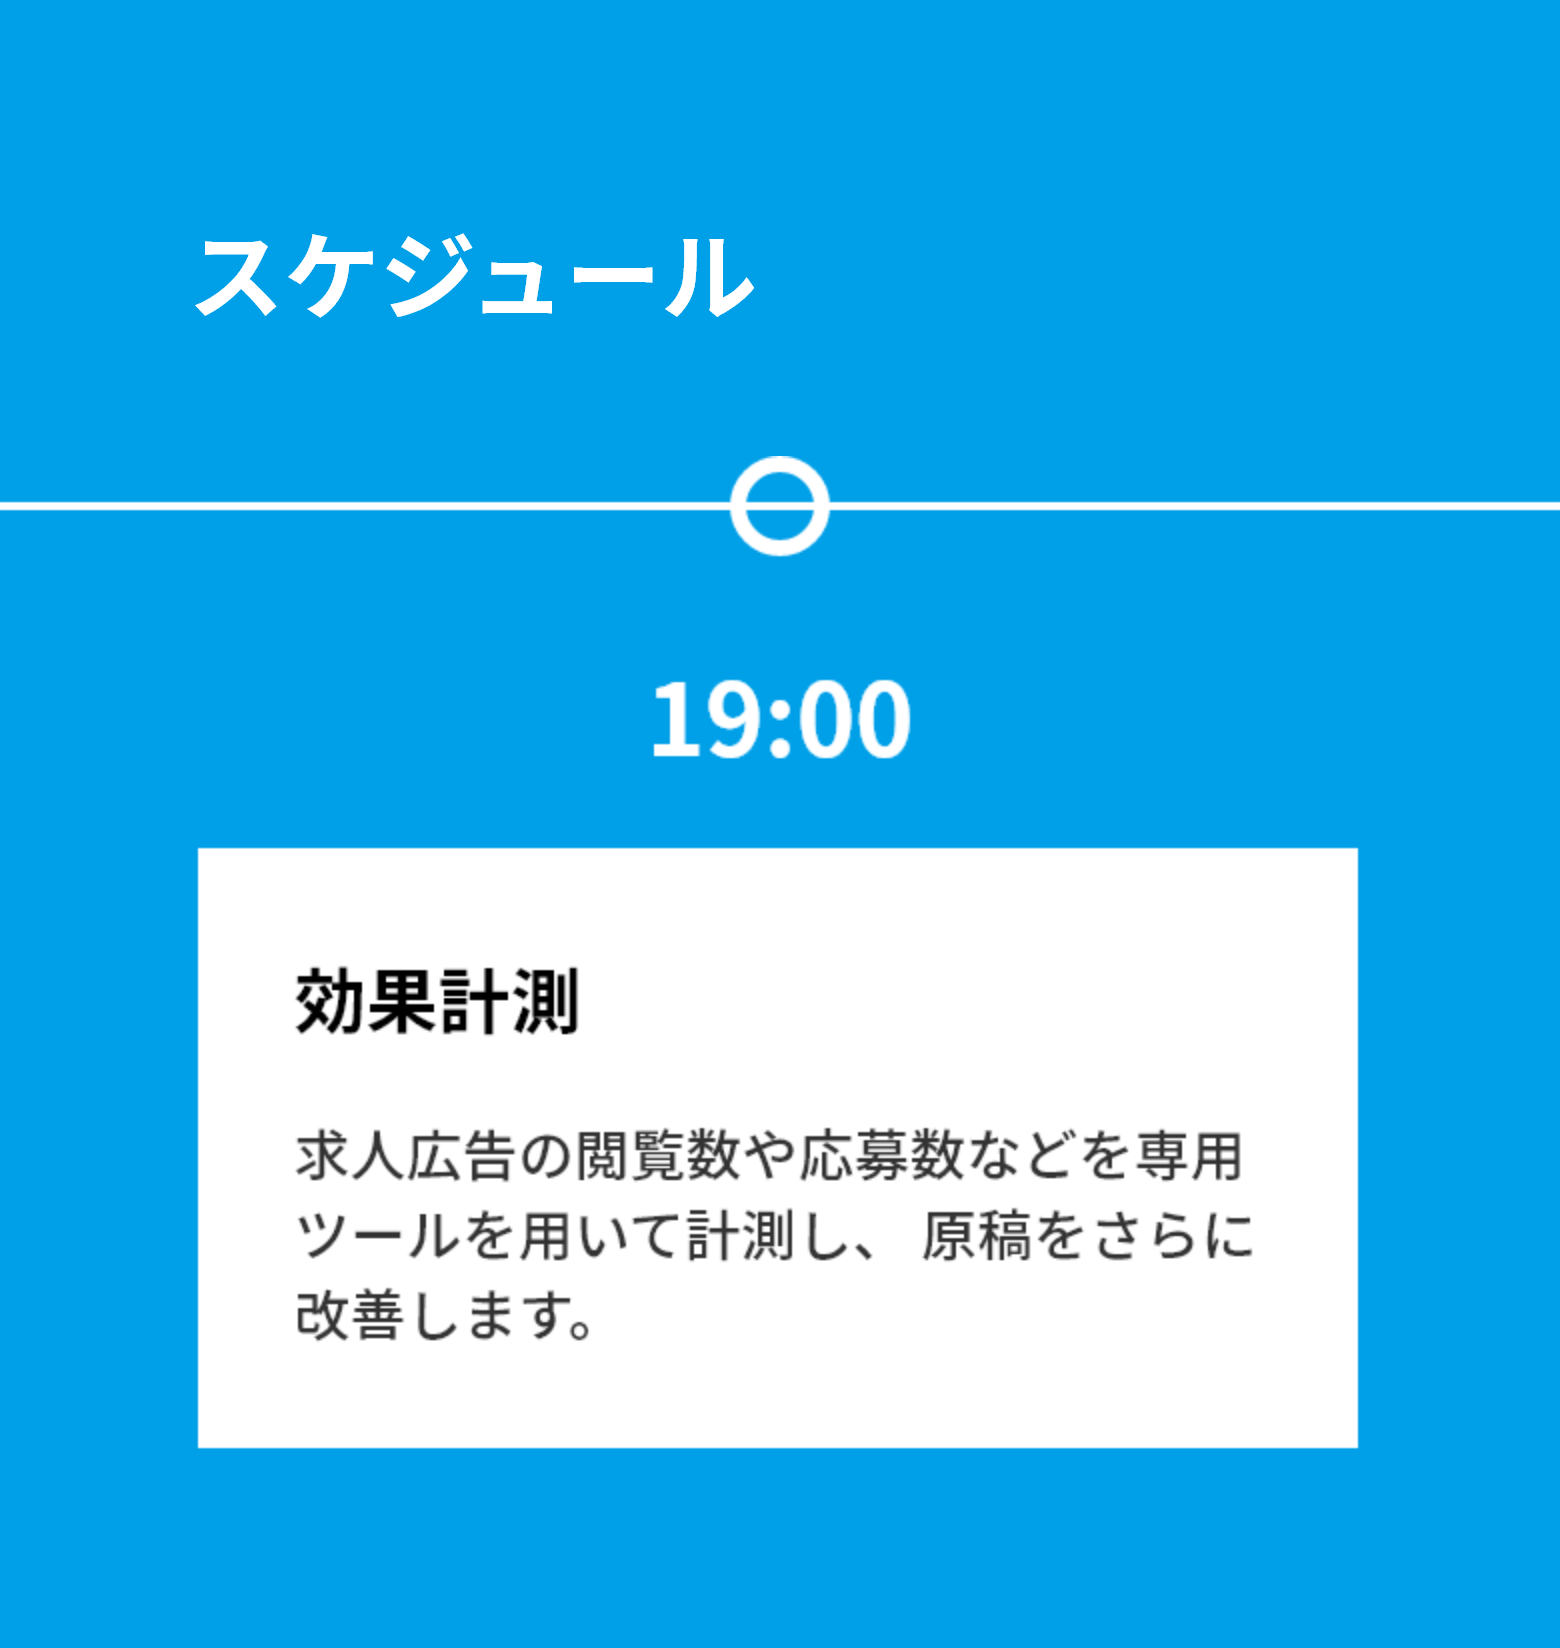 スケジュール
19:00
効果計測
求人広告の閲覧数や応募数などを専用
ツールを用いて計測し、 原稿をさらに
改善します。